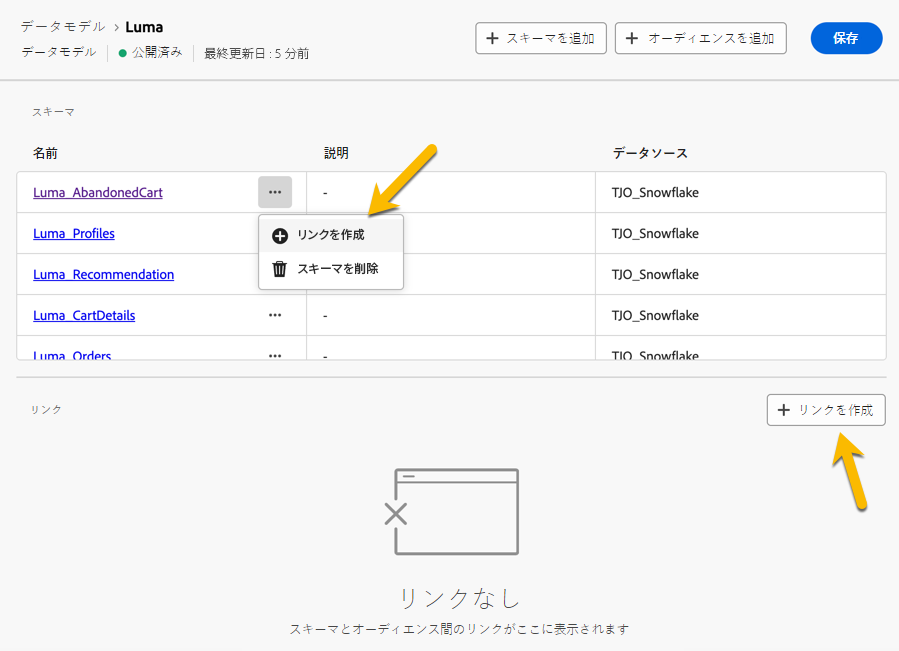 データモデル > Luma
データモデル 公開済み 最終更新日 : 5 分前
+ スキーマを追加 + オーディエンスを追加 保存
スキーマ
名前 説明 データソース
Luma_AbandonedCart ... - TJO_Snowflake
リンクを作成
Luma_Profiles TJO_Snowflake
スキーマを削除
Luma_Recommendation TJO_Snowflake
Luma_CartDetails ... - TJO_Snowflake
Luma_Orders ... - TJO_Snowflake
リンク + リンクを作成
リンクなし
スキーマとオーディエンス間のリンクがここに表示されます